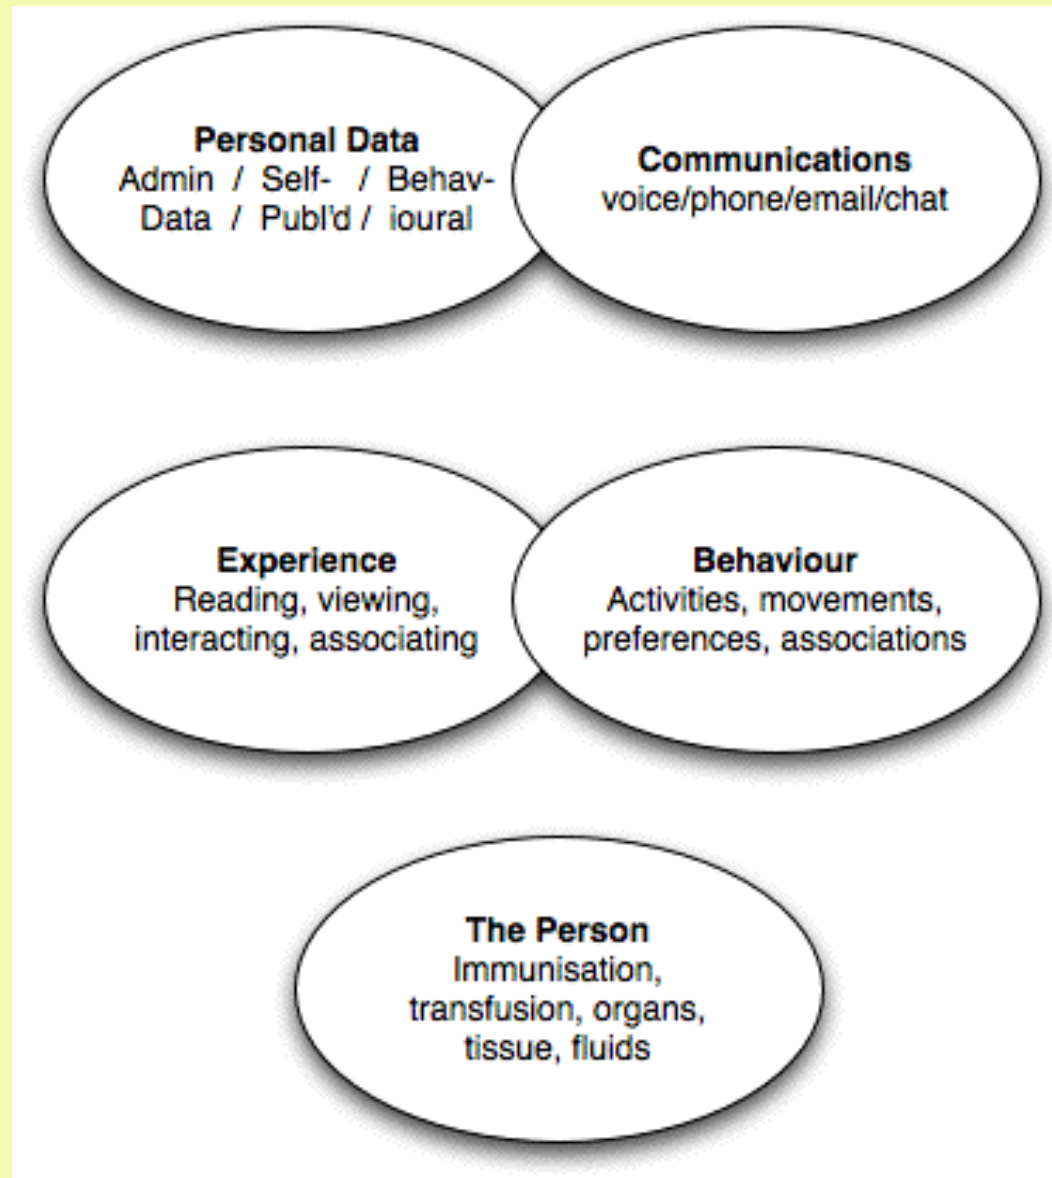 Personal Data
Admin / Self- / Behav-
Data / Publ'd / ioural
Communications
voice/phone/email/chat
Experience
Reading, viewing,
interacting, associating
Behaviour
Activities, movements,
preferences, associations
The Person
Immunisation,
transfusion, organs,
tissue, fluids